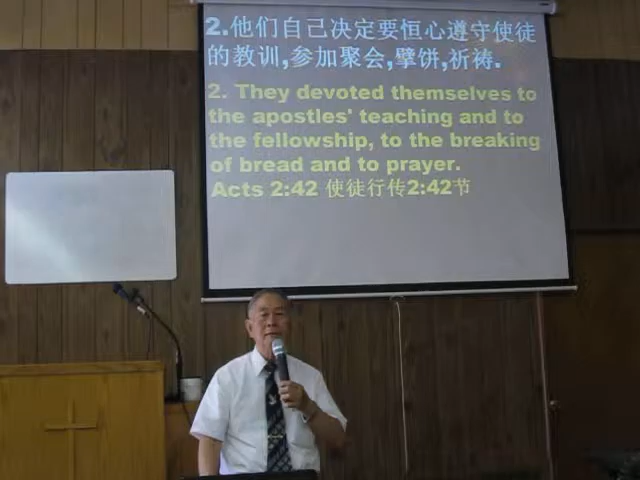 2.他们自己决定要恒心遵守使徒
的教训,参加聚会,擘饼,祈祷.
2. They devoted themselves to
the apostles' teaching and to
the fellowship, to the breaking
of bread and to prayer.
Acts 2:42 使徒行传2:42节